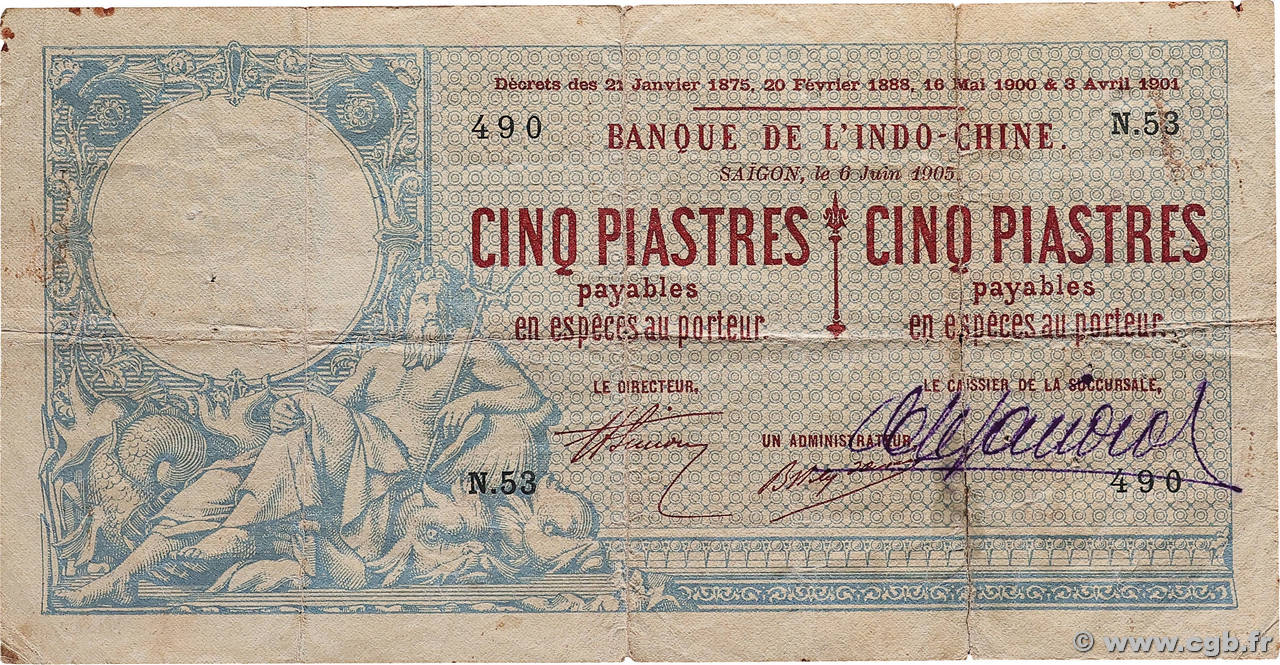 Décrets des 21 Janvier 1875, 20 Février 1888, 16 Mai 1900 & 3 Avril 1901
490 N.53
BANQUE DE L'INDO-CHINE.
SAÏGON, le 6 Juin 1905.
CINQ PIASTRES CINQ PIASTRES
payables payables
en espèces au porteur. en espèces au porteur.
LE DIRECTEUR, LE CAISSIER DE LA SUCCURSALE,
UN ADMINISTRATEUR,
N.53 490
© www.cgb.fr